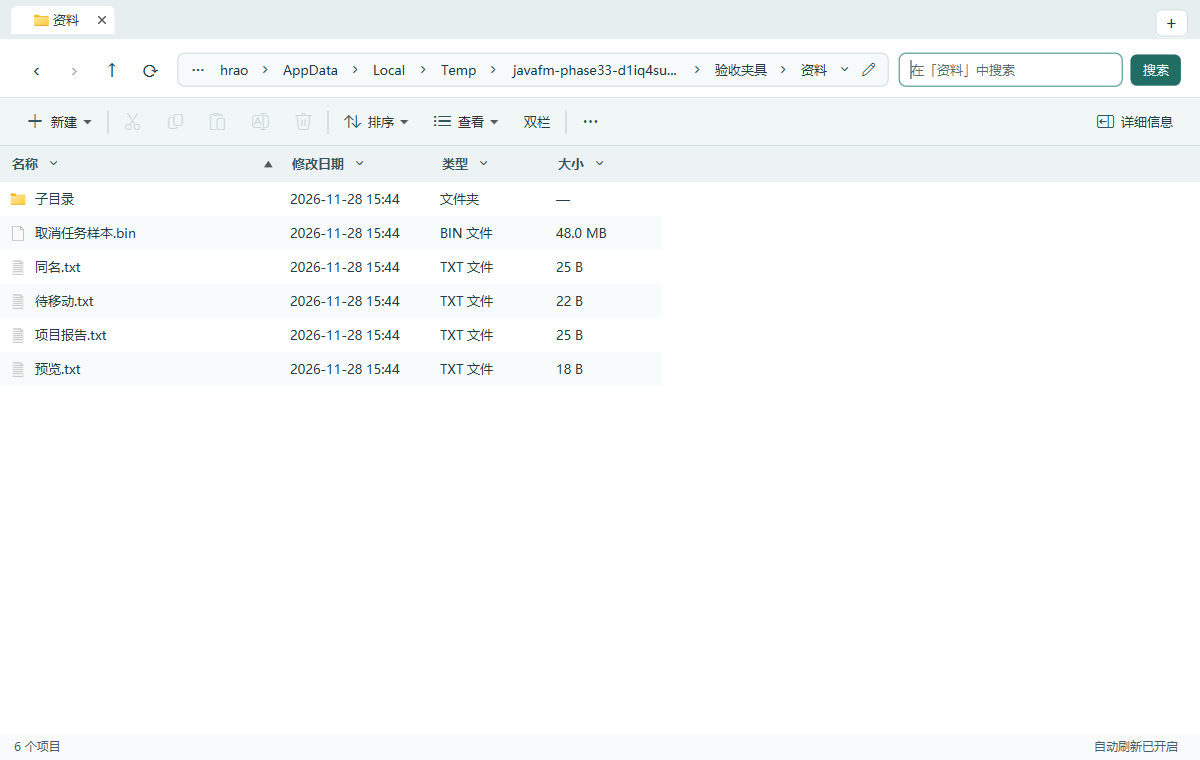 资料
hrao AppData Local Temp javafm-phase33-d1iq4su... 验收夹具 资料 在「资料」中搜索 搜索
新建 排序 查看 双栏 详细信息
名称 修改日期 类型 大小
子目录 2026-11-28 15:44 文件夹 —
取消任务样本.bin 2026-11-28 15:44 BIN 文件 48.0 MB
同名.txt 2026-11-28 15:44 TXT 文件 25 B
待移动.txt 2026-11-28 15:44 TXT 文件 22 B
项目报告.txt 2026-11-28 15:44 TXT 文件 25 B
预览.txt 2026-11-28 15:44 TXT 文件 18 B
6 个项目 自动刷新已开启